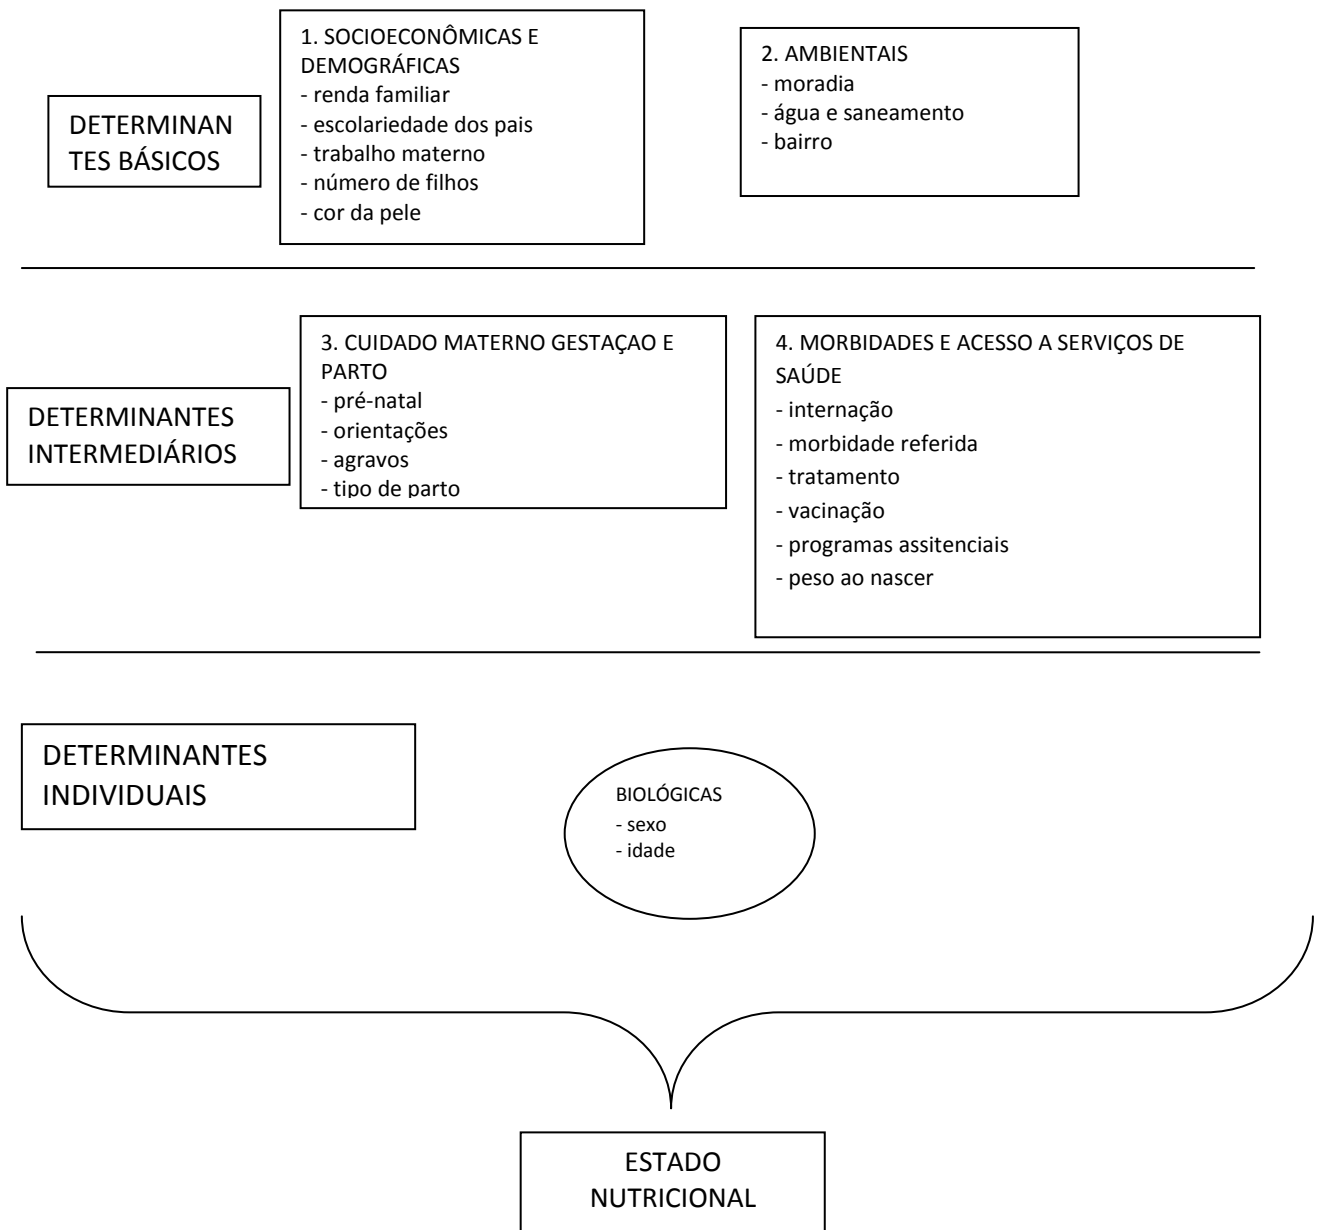 DETERMINAN
TES BÁSICOS
1. SOCIOECONÔMICAS E
DEMOGRÁFICAS
- renda familiar
- escolariedade dos pais
- trabalho materno
- número de filhos
- cor da pele
2. AMBIENTAIS
- moradia
- água e saneamento
- bairro
DETERMINANTES
INTERMEDIÁRIOS
3. CUIDADO MATERNO GESTAÇAO E
PARTO
- pré-natal
- orientações
- agravos
- tipo de parto
4. MORBIDADES E ACESSO A SERVIÇOS DE
SAÚDE
- internação
- morbidade referida
- tratamento
- vacinação
- programas assitenciais
- peso ao nascer
DETERMINANTES
INDIVIDUAIS
BIOLÓGICAS
- sexo
- idade
ESTADO
NUTRICIONAL